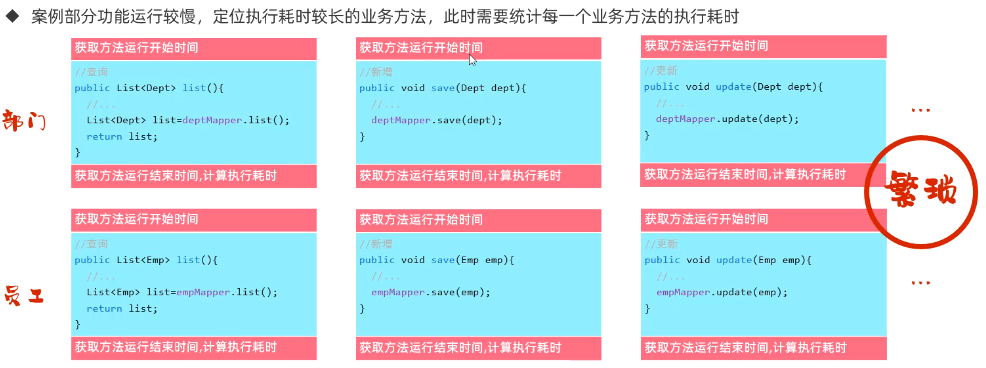 ◆ 案例部分功能运行较慢，定位执行耗时较长的业务方法，此时需要统计每一个业务方法的执行耗时
部门
获取方法运行开始时间
//查询
public List<Dept> list(){
//...
List<Dept> list=deptMapper.list();
return list;
}
获取方法运行结束时间,计算执行耗时
获取方法运行开始时间
//新增
public void save(Dept dept){
//...
deptMapper.save(dept);
}
获取方法运行结束时间,计算执行耗时
获取方法运行开始时间
//更新
public void update(Dept dept){
//...
deptMapper.update(dept);
}
获取方法运行结束时间,计算执行耗时
...
繁琐
员工
获取方法运行开始时间
//查询
public List<Emp> list(){
//...
List<Emp> list=empMapper.list();
return list;
}
获取方法运行结束时间,计算执行耗时
获取方法运行开始时间
//新增
public void save(Emp emp){
//...
empMapper.save(emp);
}
获取方法运行结束时间,计算执行耗时
获取方法运行开始时间
//更新
public void update(Emp emp){
//...
empMapper.update(emp);
}
获取方法运行结束时间,计算执行耗时
...